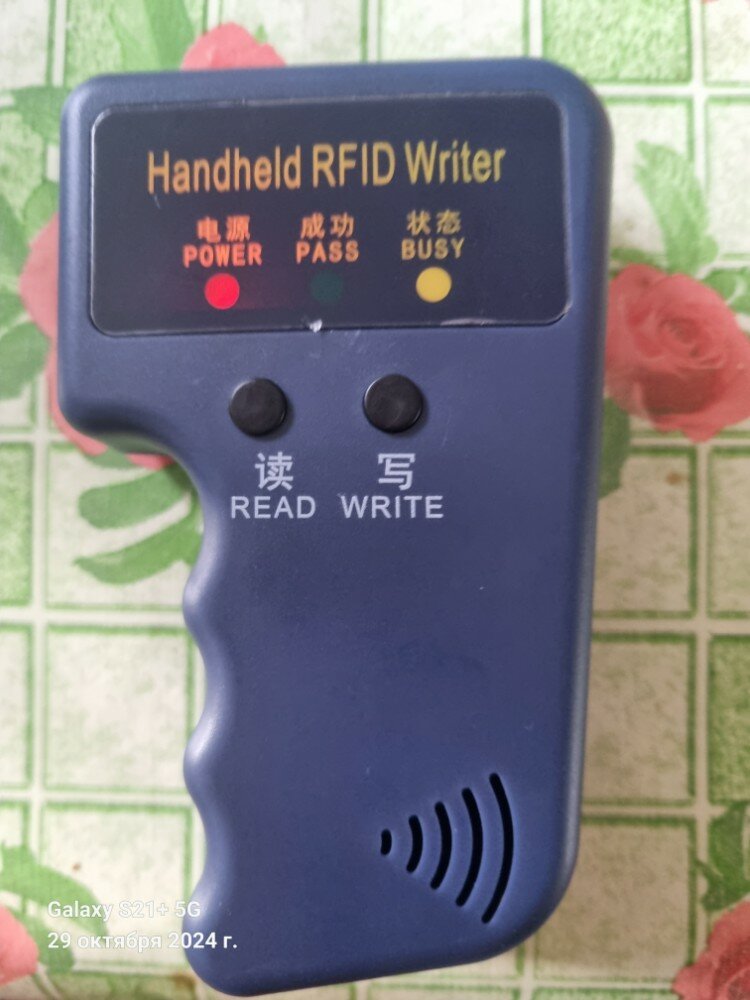 Handheld RFID Writer
电源 成功 状态
POWER PASS BUSY
读 写
READ WRITE
Galaxy S21+ 5G
29 октября 2024 г.